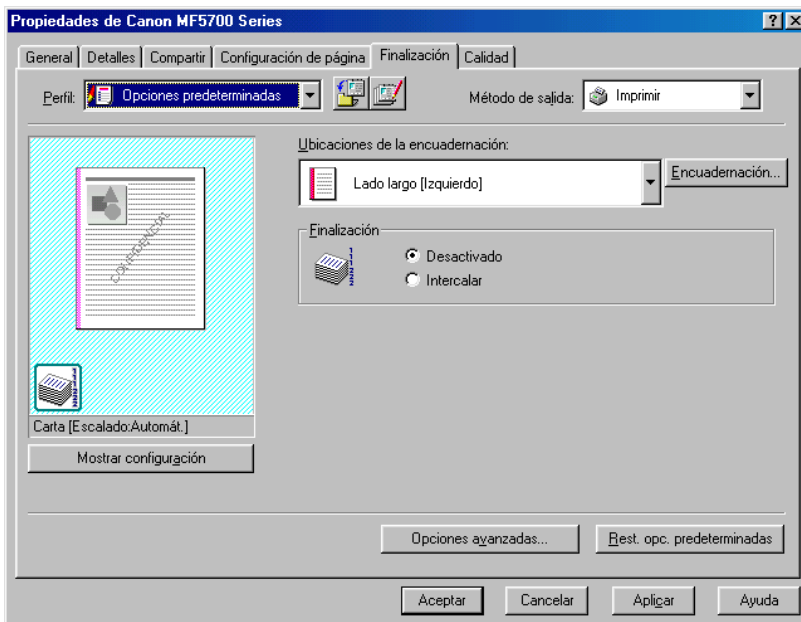 Propiedades de Canon MF5700 Series
General Detalles Compartir Configuración de página Finalización Calidad
Perfil: Opciones predeterminadas Método de salida: Imprimir
Ubicaciones de la encuadernación:
Lado largo [Izquierdo] Encuadernación...
Finalización
Desactivado
Intercalar
CONFIDENCIAL
Carta [Escalado:Automát.]
Mostrar configuración
Opciones avanzadas... Rest. opc. predeterminadas
Aceptar Cancelar Aplicar Ayuda